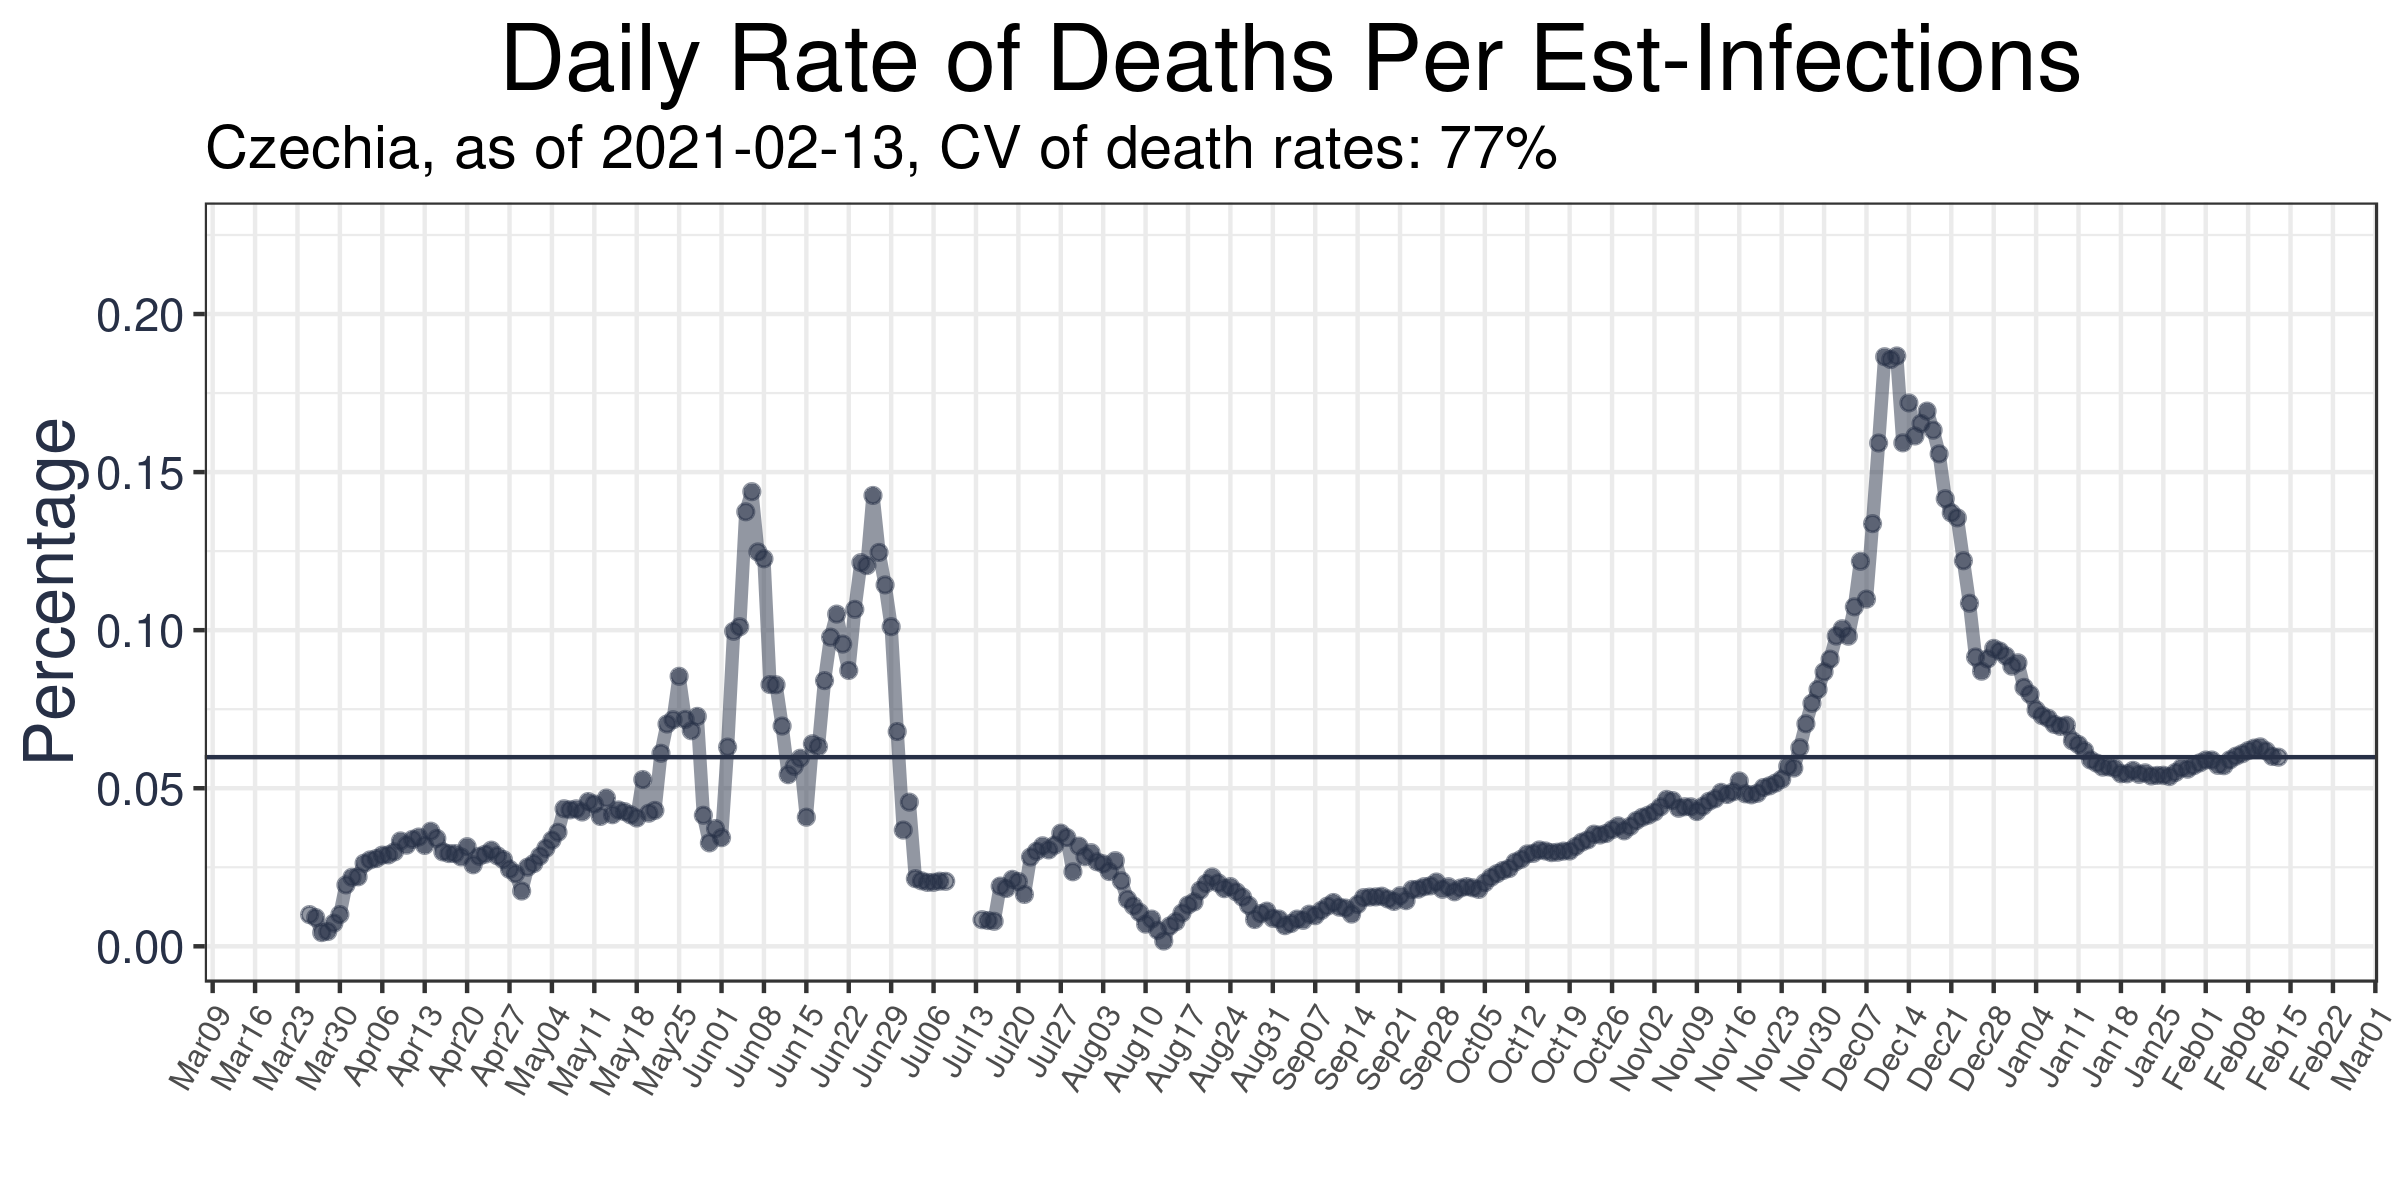 Daily Rate of Deaths Per Est-Infections
Czechia, as of 2021-02-13, CV of death rates: 77%
Percentage
0.20
0.15
0.10
0.05
0.00
Mar09
Mar16
Mar23
Mar30
Apr06
Apr13
Apr20
Apr27
May04
May11
May18
May25
Jun01
Jun08
Jun15
Jun22
Jun29
Jul06
Jul13
Jul20
Jul27
Aug03
Aug10
Aug17
Aug24
Aug31
Sep07
Sep14
Sep21
Sep28
Oct05
Oct12
Oct19
Oct26
Nov02
Nov09
Nov16
Nov23
Nov30
Dec07
Dec14
Dec21
Dec28
Jan04
Jan11
Jan18
Jan25
Feb01
Feb08
Feb15
Feb22
Mar01